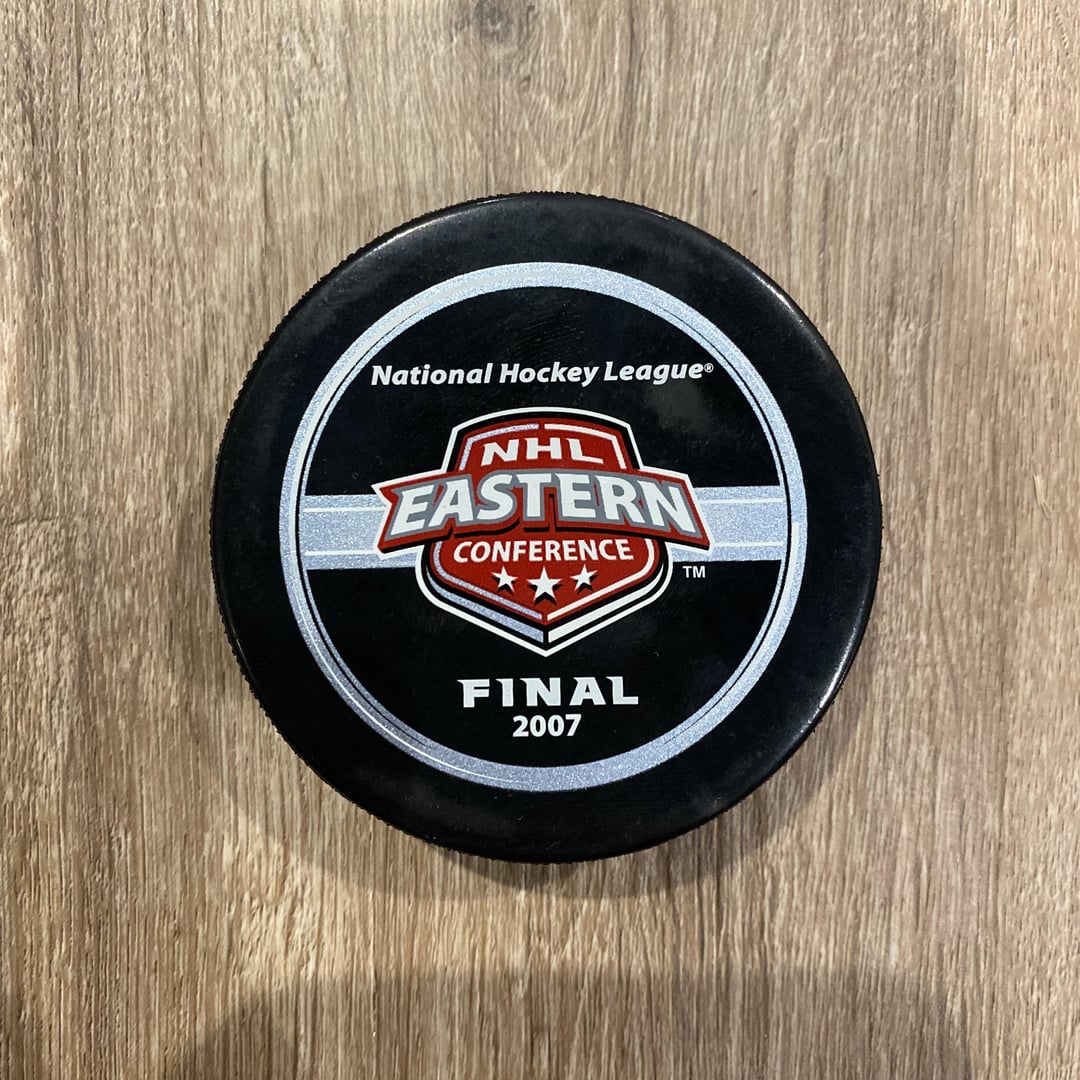 National Hockey League®
NHL
EASTERN
CONFERENCE
TM
FINAL
2007